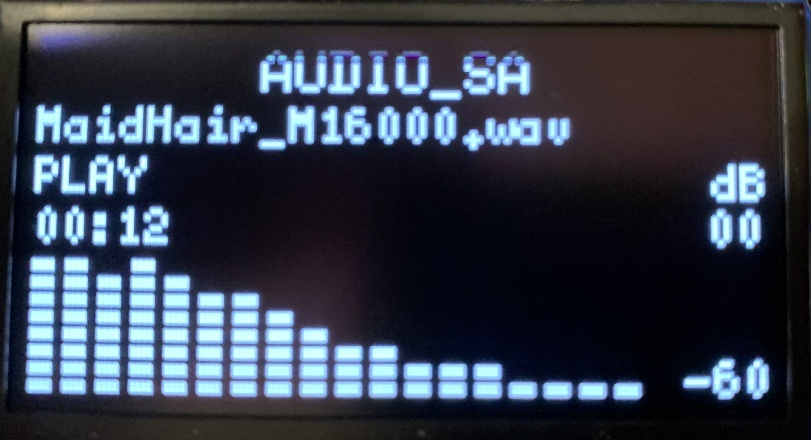 AUDIO_SA
MaidHair_M16000.wav
PLAY
dB
00:12
00
-60